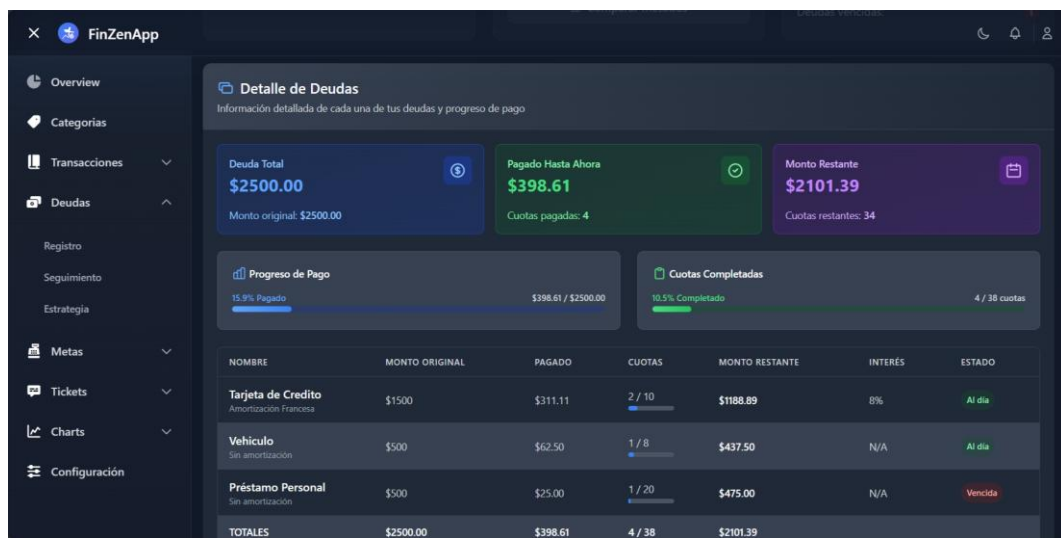 FinZenApp
Deudas vencidas:
Overview
Categorias
Transacciones
Deudas
Registro
Seguimiento
Estrategia
Metas
Tickets
Charts
Configuración
Detalle de Deudas
Información detallada de cada una de tus deudas y progreso de pago
Deuda Total
$2500.00
Monto original: $2500.00
Pagado Hasta Ahora
$398.61
Cuotas pagadas: 4
Monto Restante
$2101.39
Cuotas restantes: 34
Progreso de Pago
15.9% Pagado $398.61 / $2500.00
Cuotas Completadas
10.5% Completado 4 / 38 cuotas
NOMBRE MONTO ORIGINAL PAGADO CUOTAS MONTO RESTANTE INTERÉS ESTADO
Tarjeta de Credito
Amortización Francesa
$1500 $311.11 2 / 10 $1188.89 8% Al día
Vehiculo
Sin amortización
$500 $62.50 1 / 8 $437.50 N/A Al día
Préstamo Personal
Sin amortización
$500 $25.00 1 / 20 $475.00 N/A Vencida
TOTALES $2500.00 $398.61 4 / 38 $2101.39